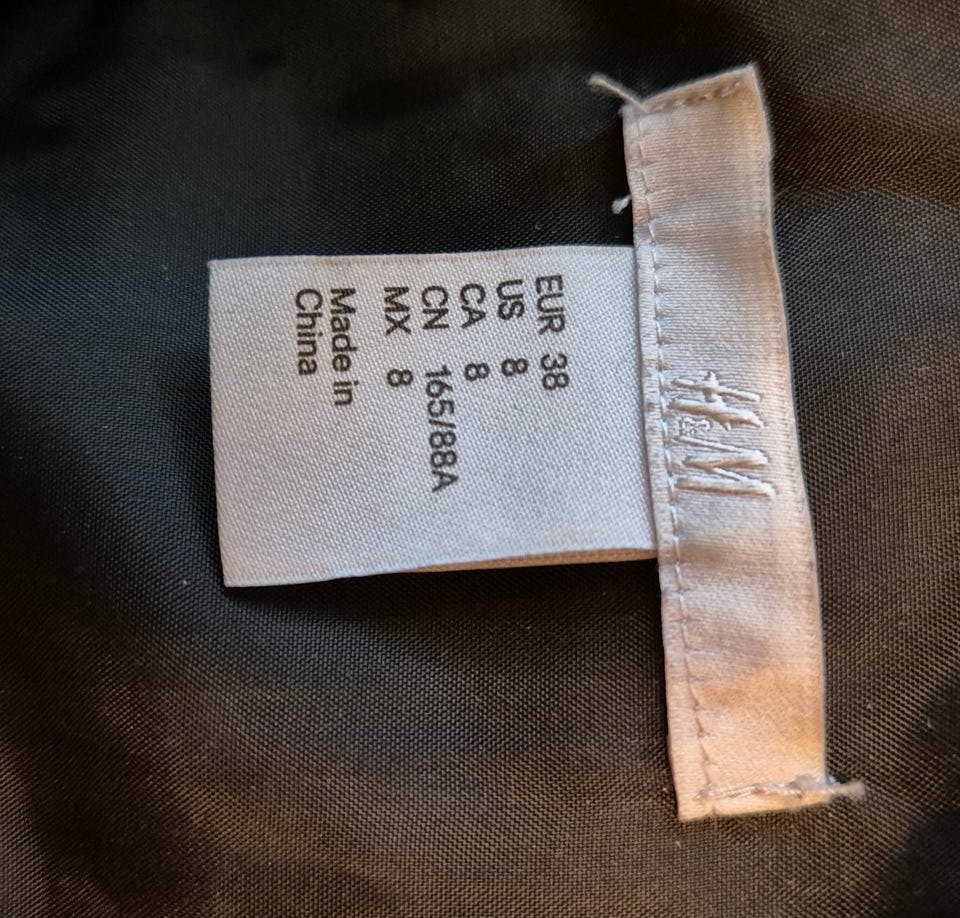 H&M
EUR 38
US 8
CA 8
CN 165/88A
MX 8
Made in
China